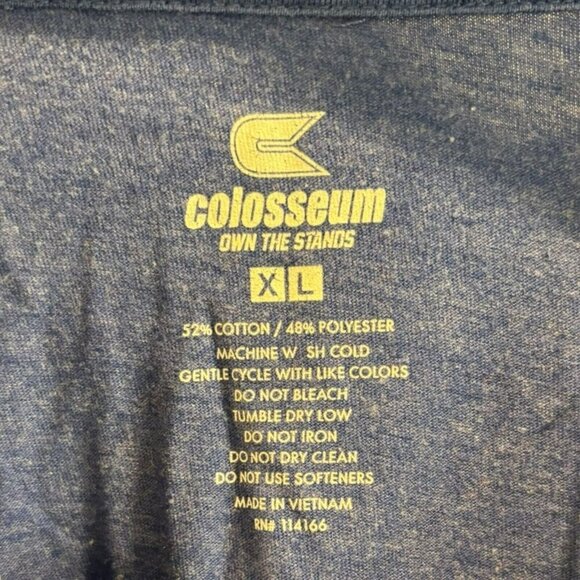 colosseum
OWN THE STANDS
XL
52% COTTON / 48% POLYESTER
MACHINE W SH COLD
GENTLE CYCLE WITH LIKE COLORS
DO NOT BLEACH
TUMBLE DRY LOW
DO NOT IRON
DO NOT DRY CLEAN
DO NOT USE SOFTENERS
MADE IN VIETNAM
RN# 114166